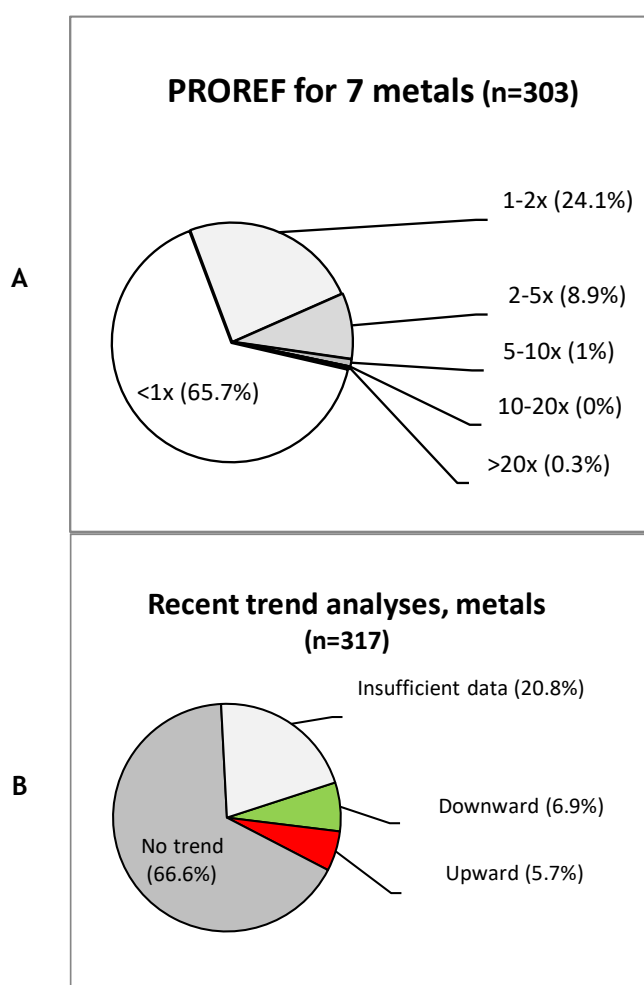 A
PROREF for 7 metals (n=303)
1-2x (24.1%)
2-5x (8.9%)
5-10x (1%)
10-20x (0%)
>20x (0.3%)
<1x (65.7%)
B
Recent trend analyses, metals
(n=317)
Insufficient data (20.8%)
Downward (6.9%)
Upward (5.7%)
No trend
(66.6%)